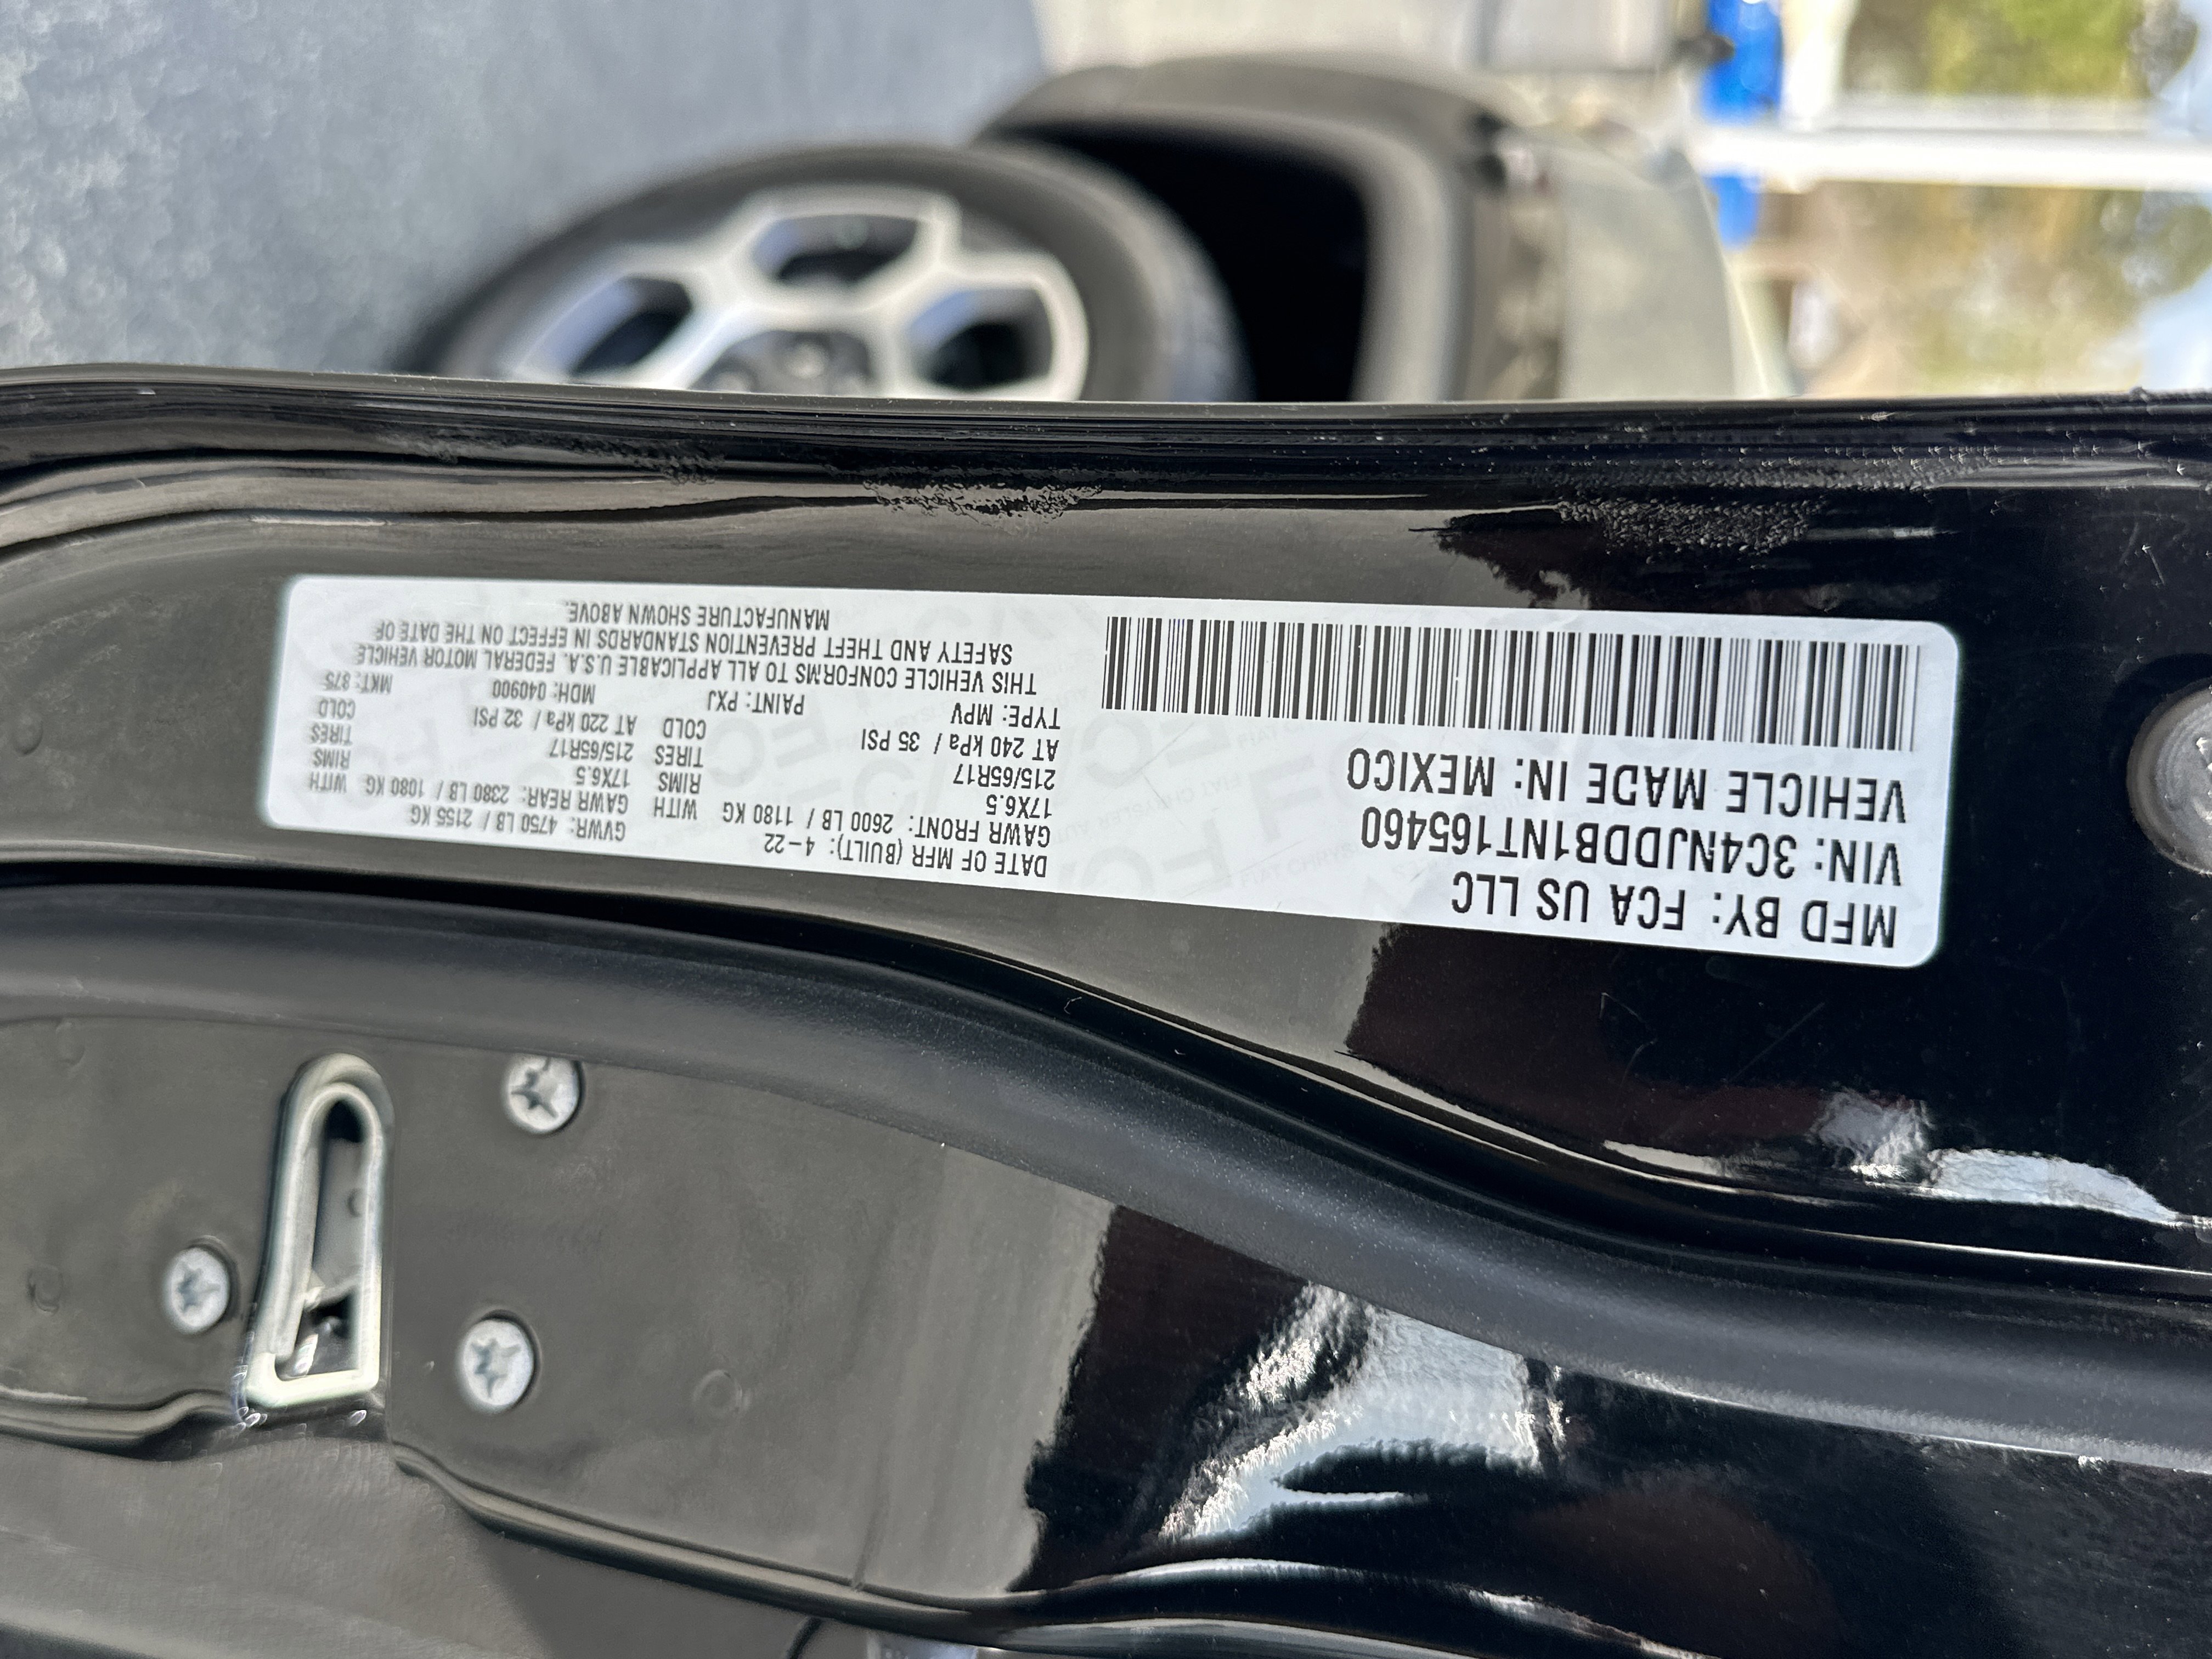 MFD BY: FCA US LLC
VIN: 3C4NJDDB1NT165460
VEHICLE MADE IN: MEXICO
DATE OF MFR (BUILT): 4-22 GVWR: 4750 LB / 2155 KG
GAWR FRONT: 2600 LB / 1180 KG WITH GAWR REAR: 2380 LB / 1080 KG WITH
17X6.5 RIMS 17X6.5 RIMS
215/65R17 TIRES 215/65R17 TIRES
AT 240 kPa / 35 PSI COLD AT 220 kPa / 32 PSI COLD
TYPE: MPV PAINT: PXJ MDH: 040900 MKT: 875
THIS VEHICLE CONFORMS TO ALL APPLICABLE U.S.A. FEDERAL MOTOR VEHICLE
SAFETY AND THEFT PREVENTION STANDARDS IN EFFECT ON THE DATE OF
MANUFACTURE SHOWN ABOVE.